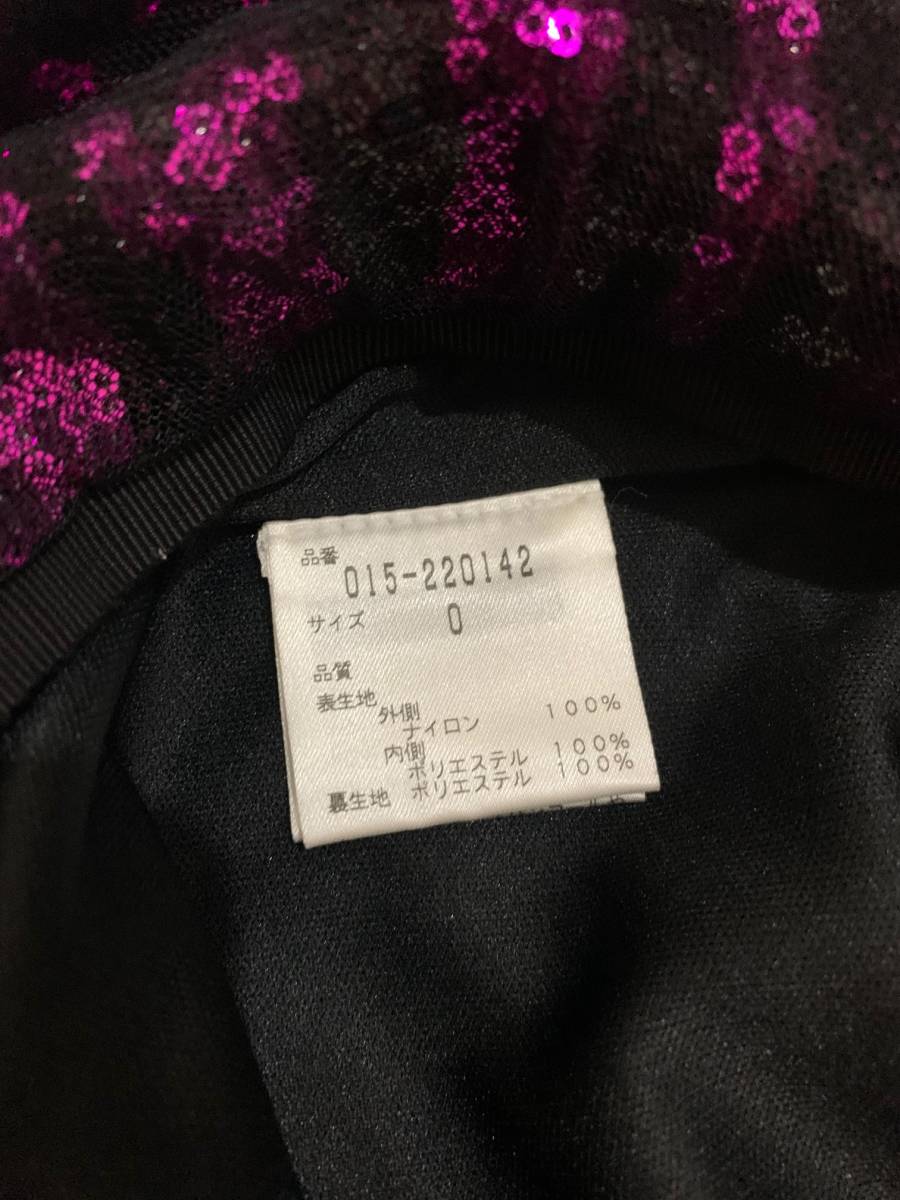 品番
015-220142
サイズ 0
品質
表生地
外側
ナイロン 100%
内側
ポリエステル 100%
裏生地 ポリエステル 100%